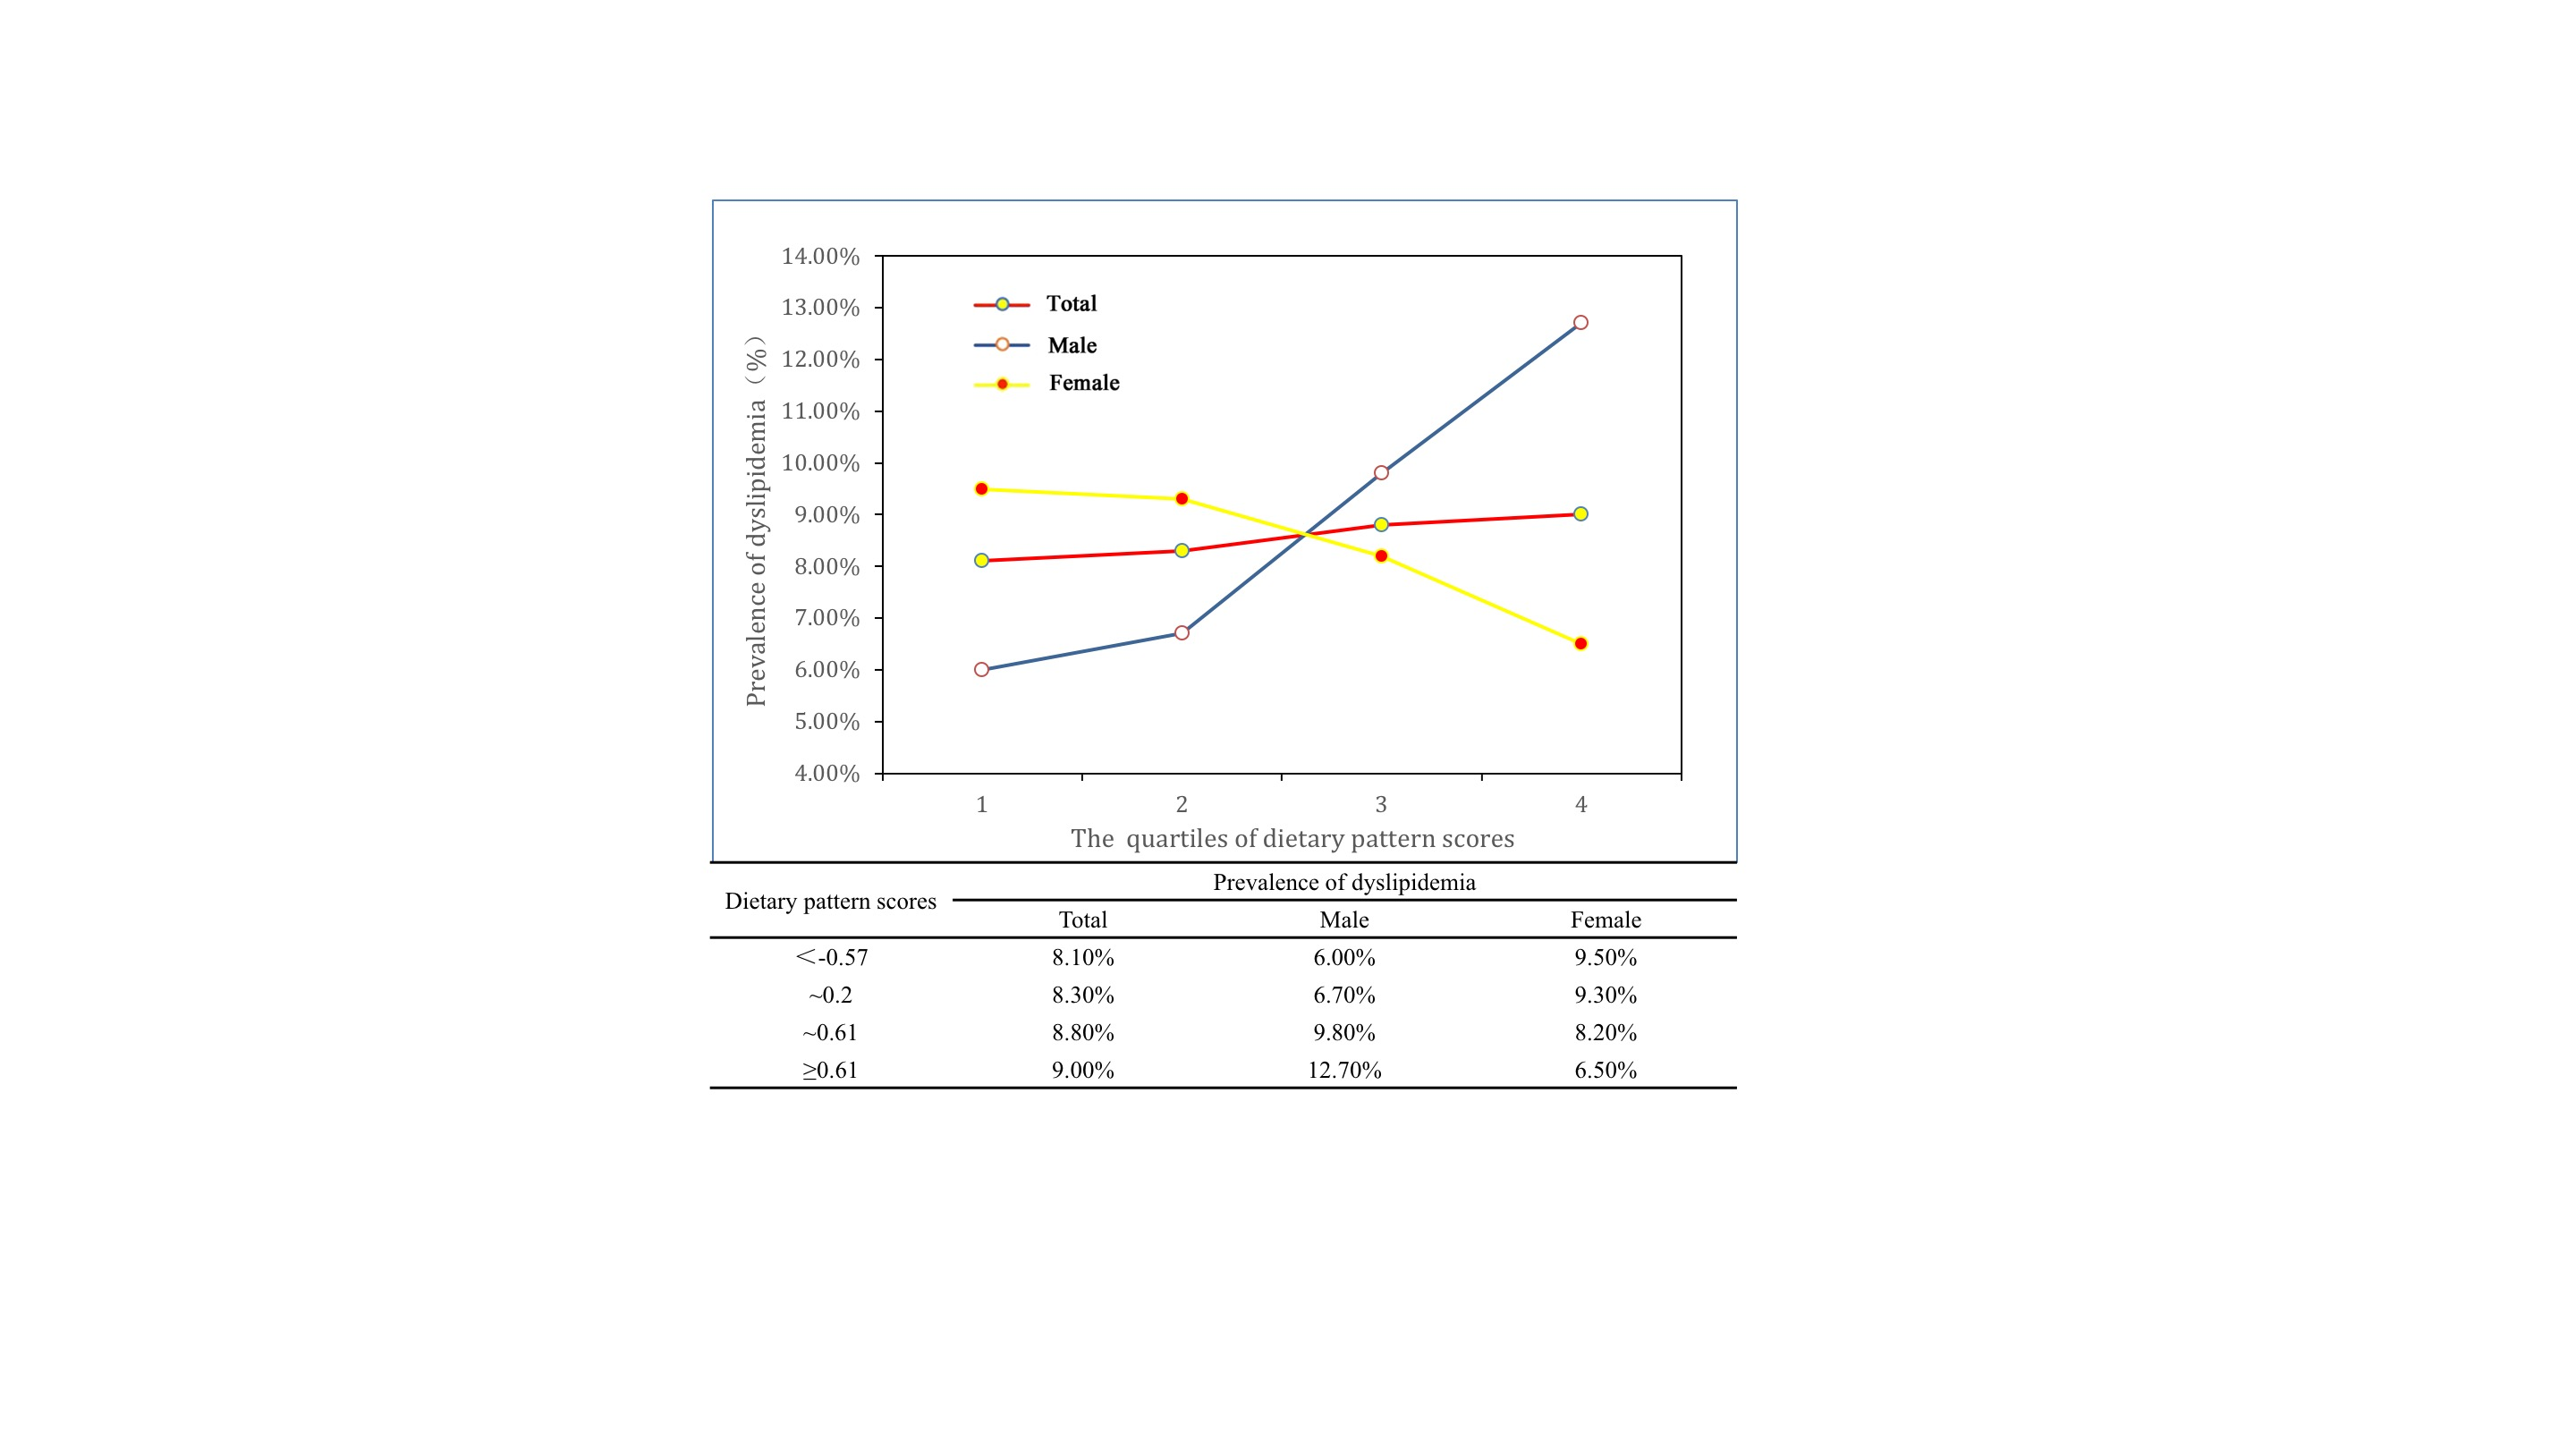 14.00%
13.00%
12.00%
11.00%
10.00%
9.00%
8.00%
7.00%
6.00%
5.00%
4.00%
Prevalence of dyslipidemia（%）
Total
Male
Female
1 2 3 4
The quartiles of dietary pattern scores
Dietary pattern scores
Prevalence of dyslipidemia
Total Male Female
＜-0.57 8.10% 6.00% 9.50%
~0.2 8.30% 6.70% 9.30%
~0.61 8.80% 9.80% 8.20%
≥0.61 9.00% 12.70% 6.50%